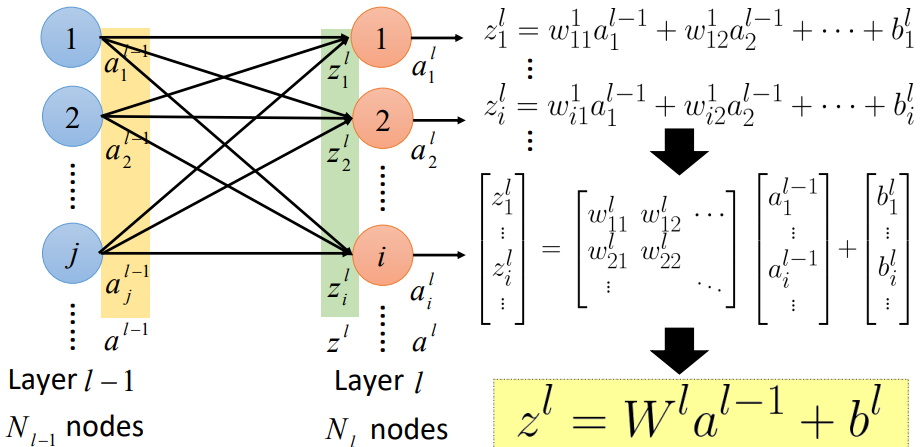 1 1 z_1^l = w_{11}^1 a_1^{l-1} + w_{12}^1 a_2^{l-1} + ⋯ + b_1^l
a_1^{l-1} z_1^l a_1^l
⋮
2 2 z_i^l = w_{i1}^1 a_1^{l-1} + w_{i2}^1 a_2^{l-1} + ⋯ + b_i^l
a_2^{l-1} z_2^l a_2^l
⋮
j i
a_j^{l-1} z_i^l a_i^l
a^{l-1} z^l a^l
[z_1^l ⋮ z_i^l ⋮] = [w_{11}^l w_{12}^l ⋯ w_{21}^l w_{22}^l ⋮ ⋱] [a_1^{l-1} ⋮ a_i^{l-1} ⋮] + [b_1^l ⋮ b_i^l ⋮]
Layer l−1 Layer l
N_{l−1} nodes N_l nodes
z^l = W^l a^{l-1} + b^l